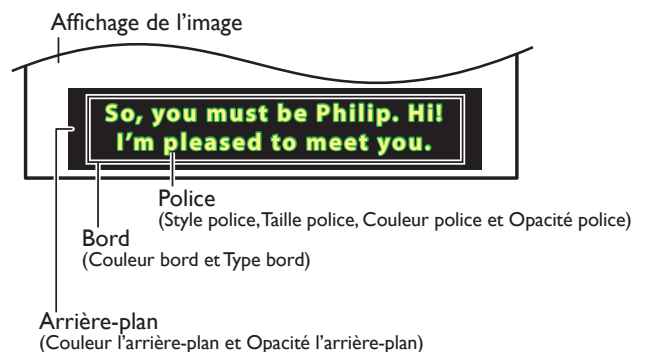 Affichage de l'image
So, you must be Philip. Hi!
I'm pleased to meet you.
Police
(Style police, Taille police, Couleur police et Opacité police)
Bord
(Couleur bord et Type bord)
Arrière-plan
(Couleur l'arrière-plan et Opacité l'arrière-plan)